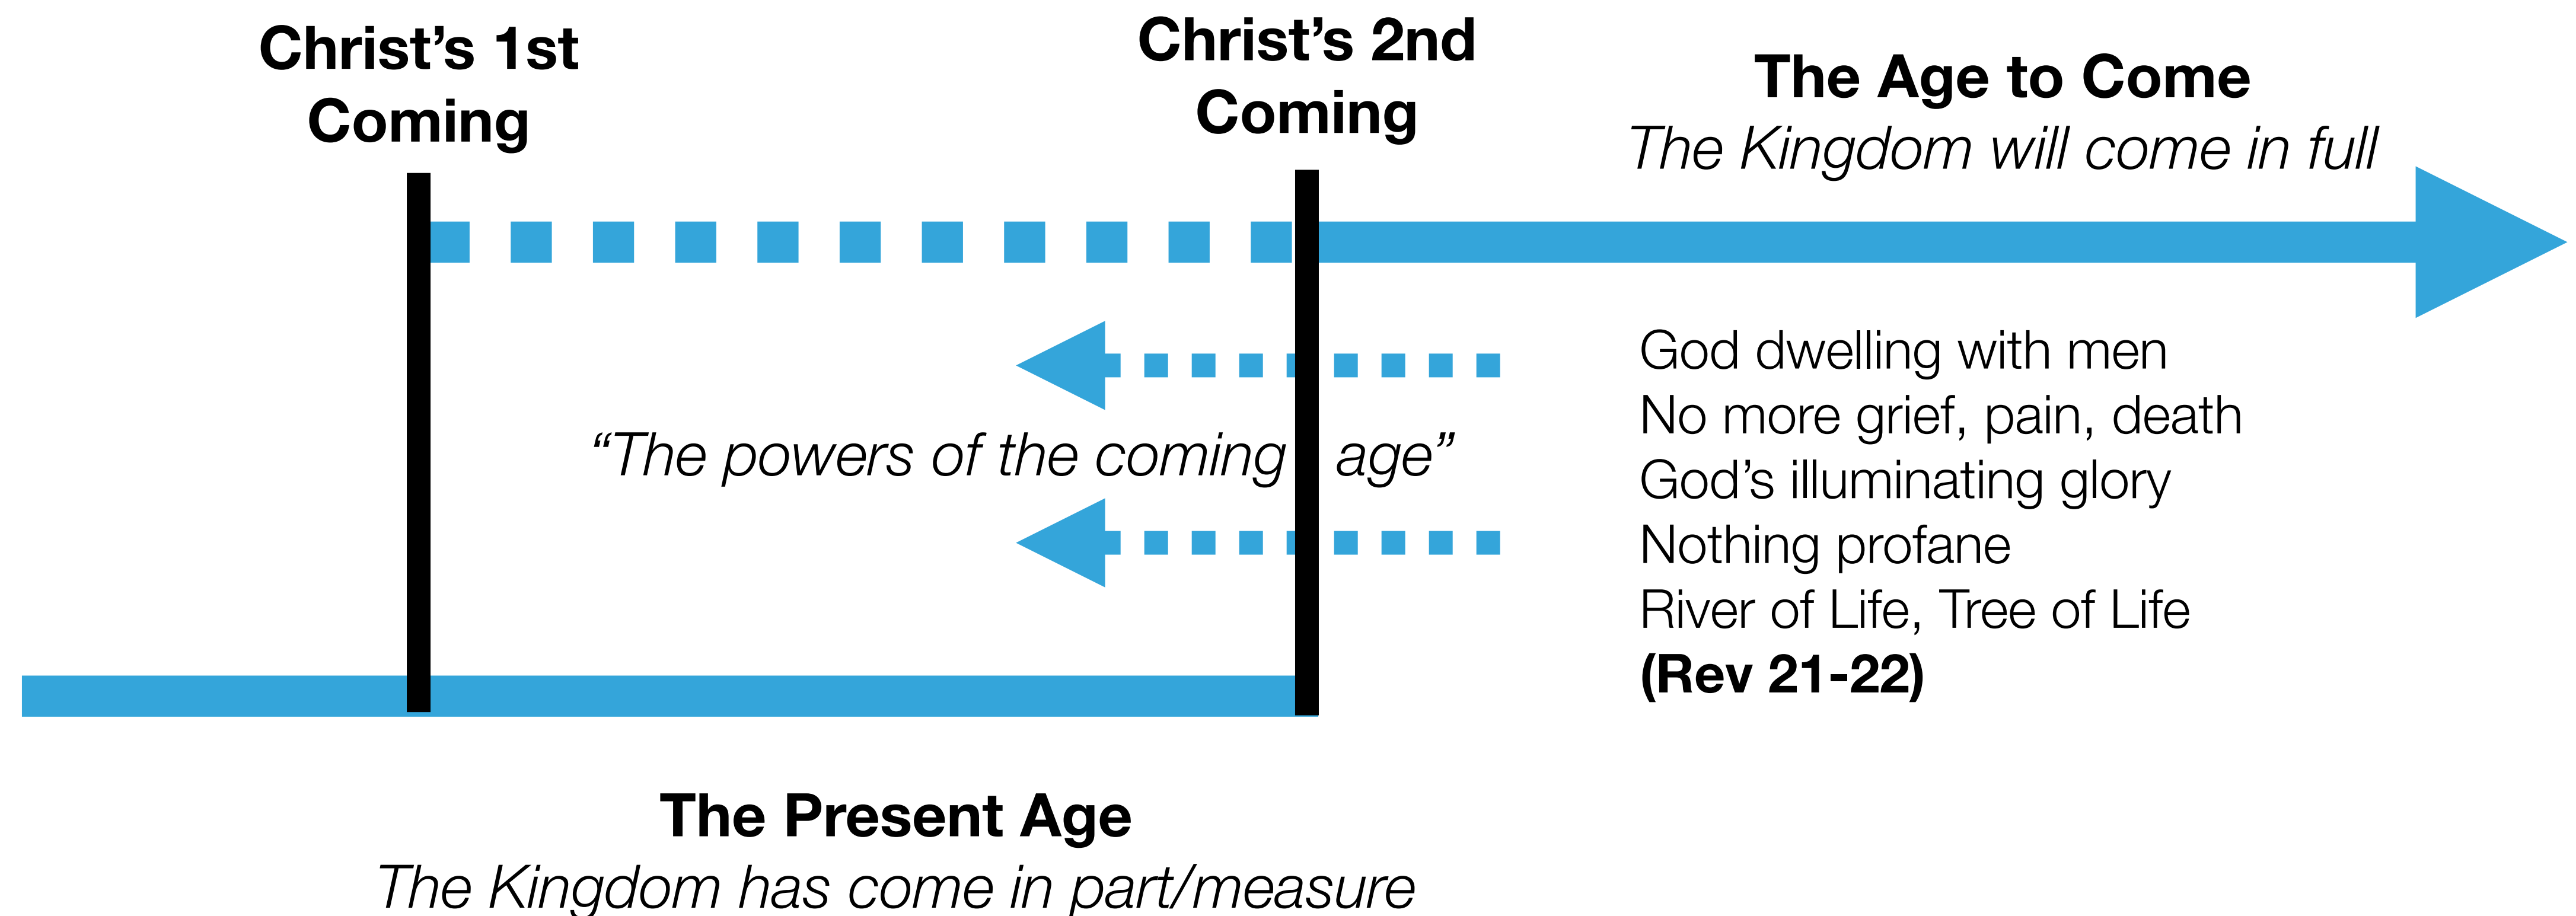 Christ’s 1st
Coming
Christ’s 2nd
Coming
The Age to Come
The Kingdom will come in full
“The powers of the coming age”
God dwelling with men
No more grief, pain, death
God’s illuminating glory
Nothing profane
River of Life, Tree of Life
(Rev 21-22)
The Present Age
The Kingdom has come in part/measure